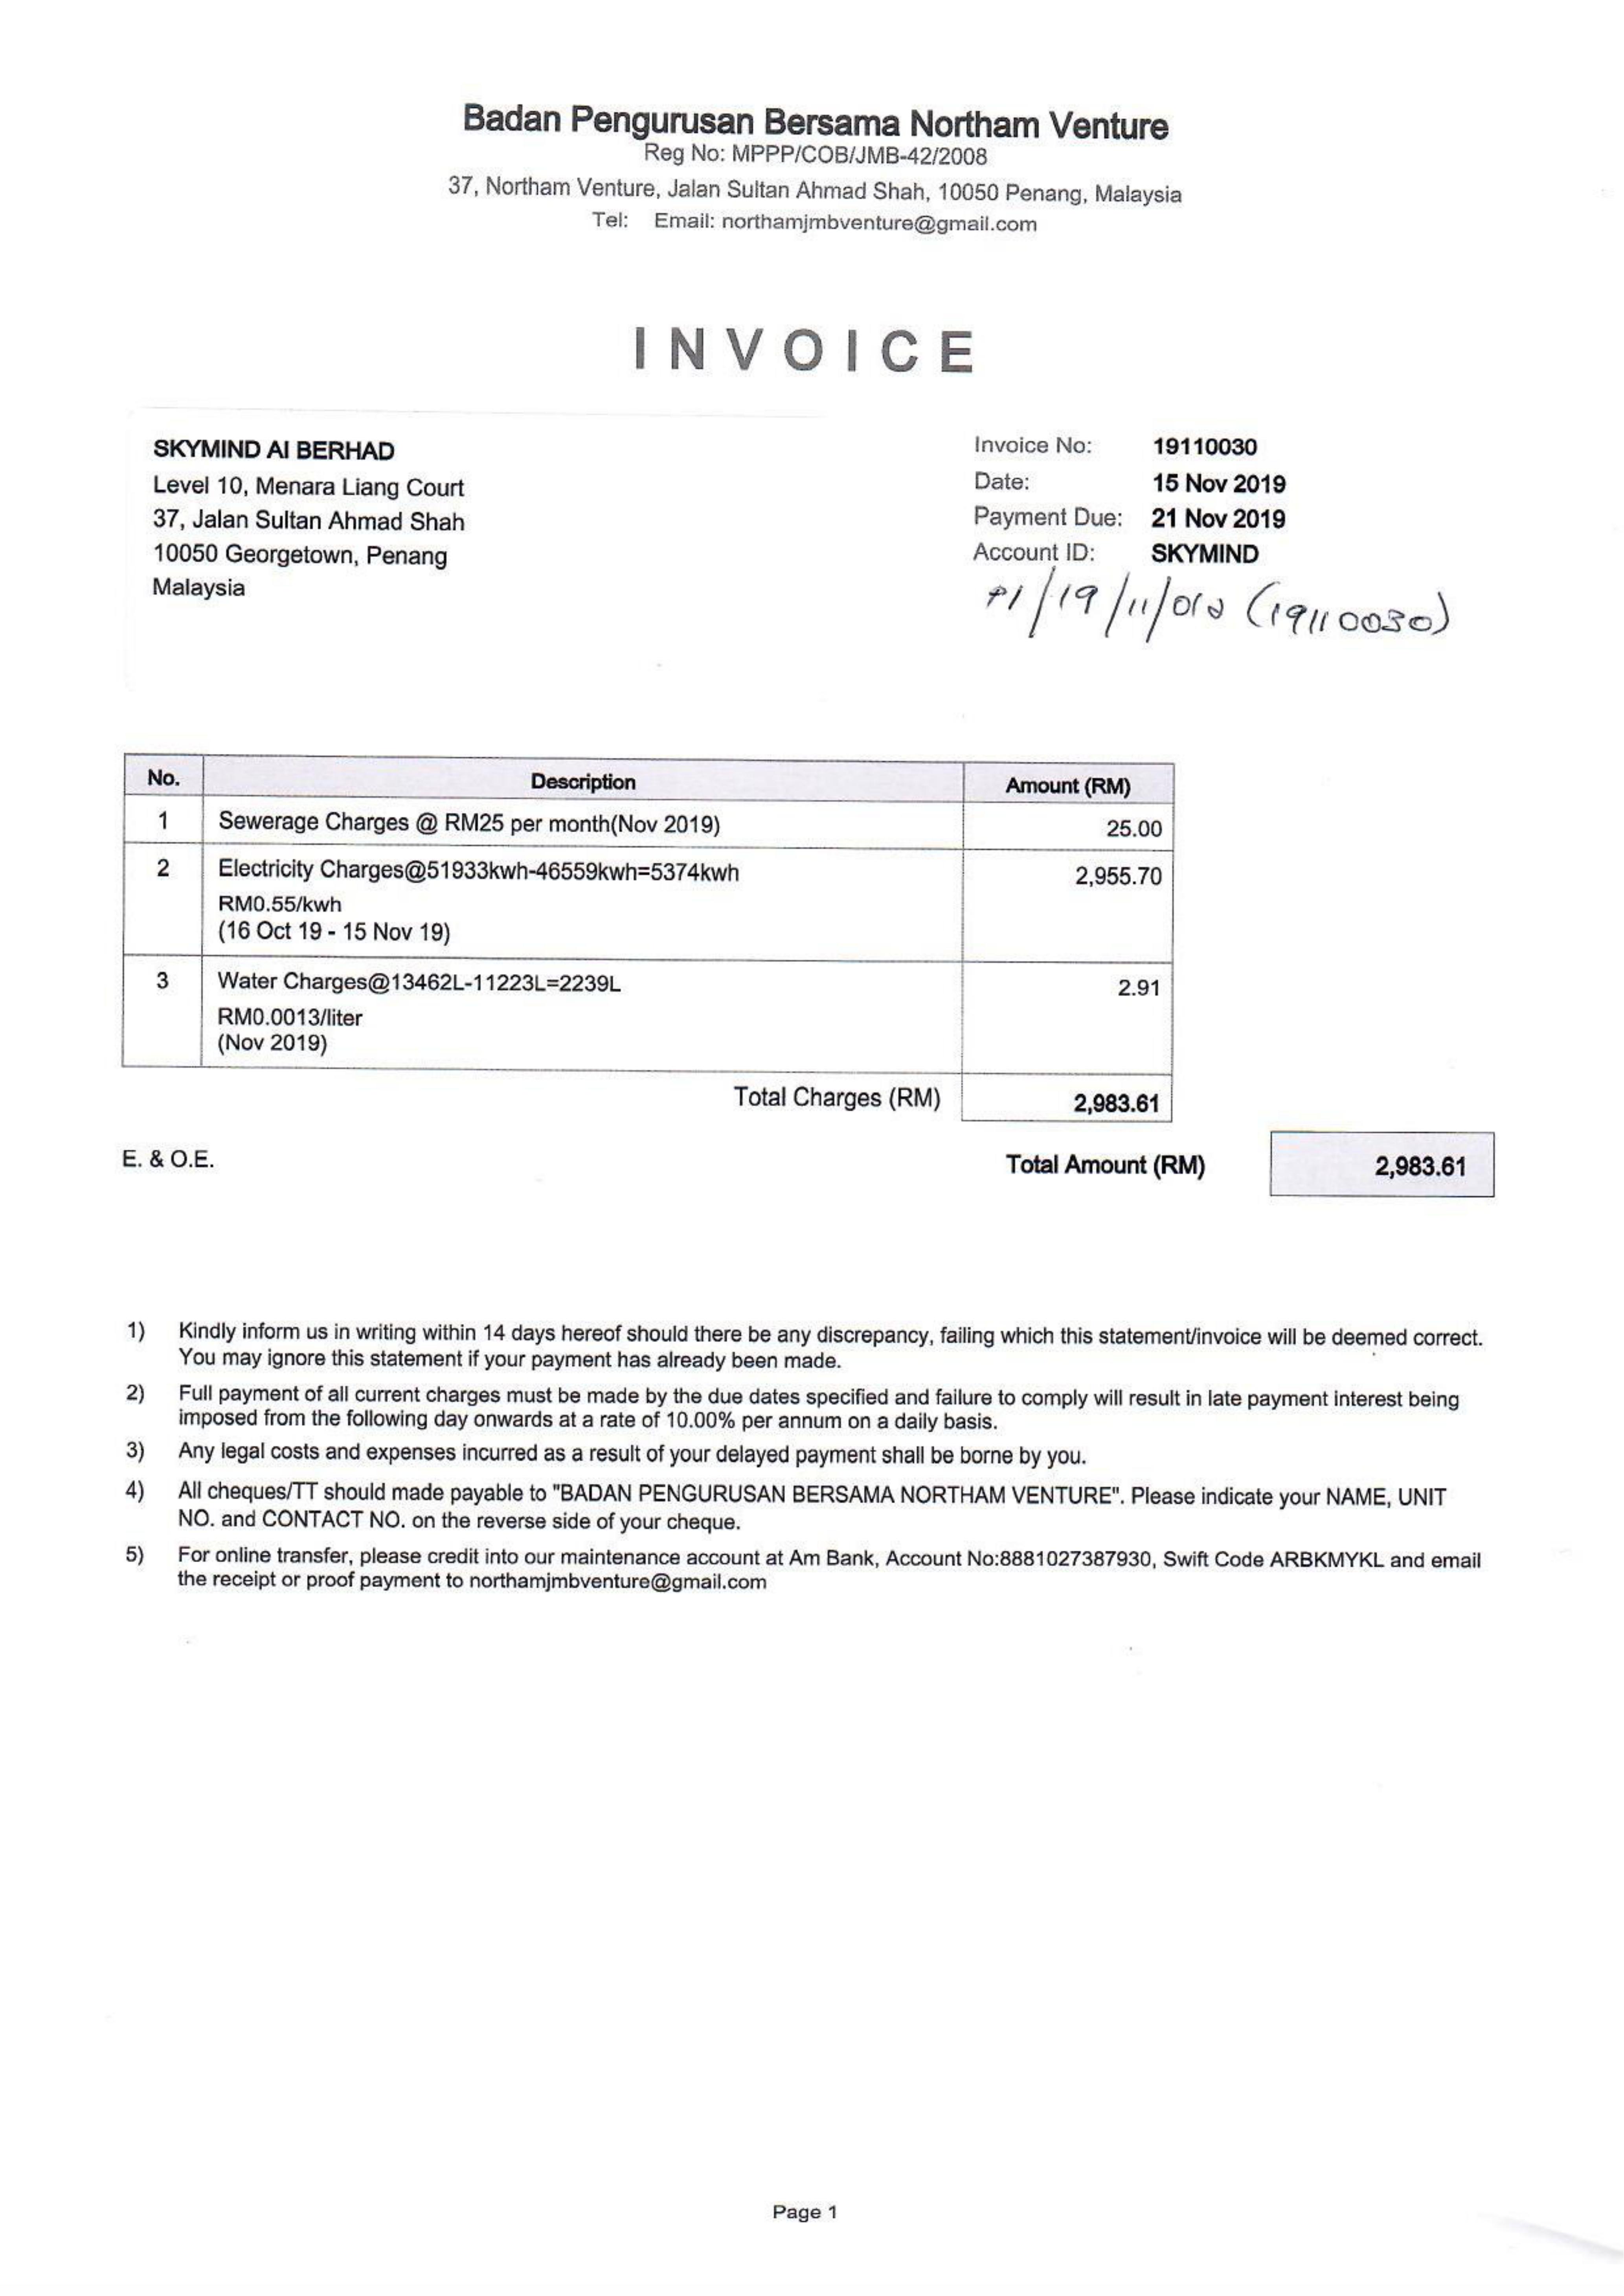 Badan Pengurusan Bersama Northam Venture
Reg No: MPPP/COB/JMB-42/2008
37, Northam Venture, Jalan Sultan Ahmad Shah, 10050 Penang, Malaysia
Tel: Email: northamjmbventure@gmail.com
INVOICE
SKYMIND AI BERHAD
Level 10, Menara Liang Court
37, Jalan Sultan Ahmad Shah
10050 Georgetown, Penang
Malaysia
Invoice No: 19110030
Date: 15 Nov 2019
Payment Due: 21 Nov 2019
Account ID: SKYMIND
(19110030)
No. Description Amount (RM)
1 Sewerage Charges @ RM25 per month(Nov 2019) 25.00
2 Electricity Charges@51933kwh-46559kwh=5374kwh 2,955.70
RM0.55/kwh
(16 Oct 19 - 15 Nov 19)
3 Water Charges@13462L-11223L=2239L 2.91
RM0.0013/liter
(Nov 2019)
Total Charges (RM) 2,983.61
E. & O.E. Total Amount (RM) 2,983.61
1) Kindly inform us in writing within 14 days hereof should there be any discrepancy, failing which this statement/invoice will be deemed correct.
You may ignore this statement if your payment has already been made.
2) Full payment of all current charges must be made by the due dates specified and failure to comply will result in late payment interest being
imposed from the following day onwards at a rate of 10.00% per annum on a daily basis.
3) Any legal costs and expenses incurred as a result of your delayed payment shall be borne by you.
4) All cheques/TT should made payable to "BADAN PENGURUSAN BERSAMA NORTHAM VENTURE". Please indicate your NAME, UNIT
NO. and CONTACT NO. on the reverse side of your cheque.
5) For online transfer, please credit into our maintenance account at Am Bank, Account No:8881027387930, Swift Code ARBKMYKL and email
the receipt or proof payment to northamjmbventure@gmail.com
Page 1